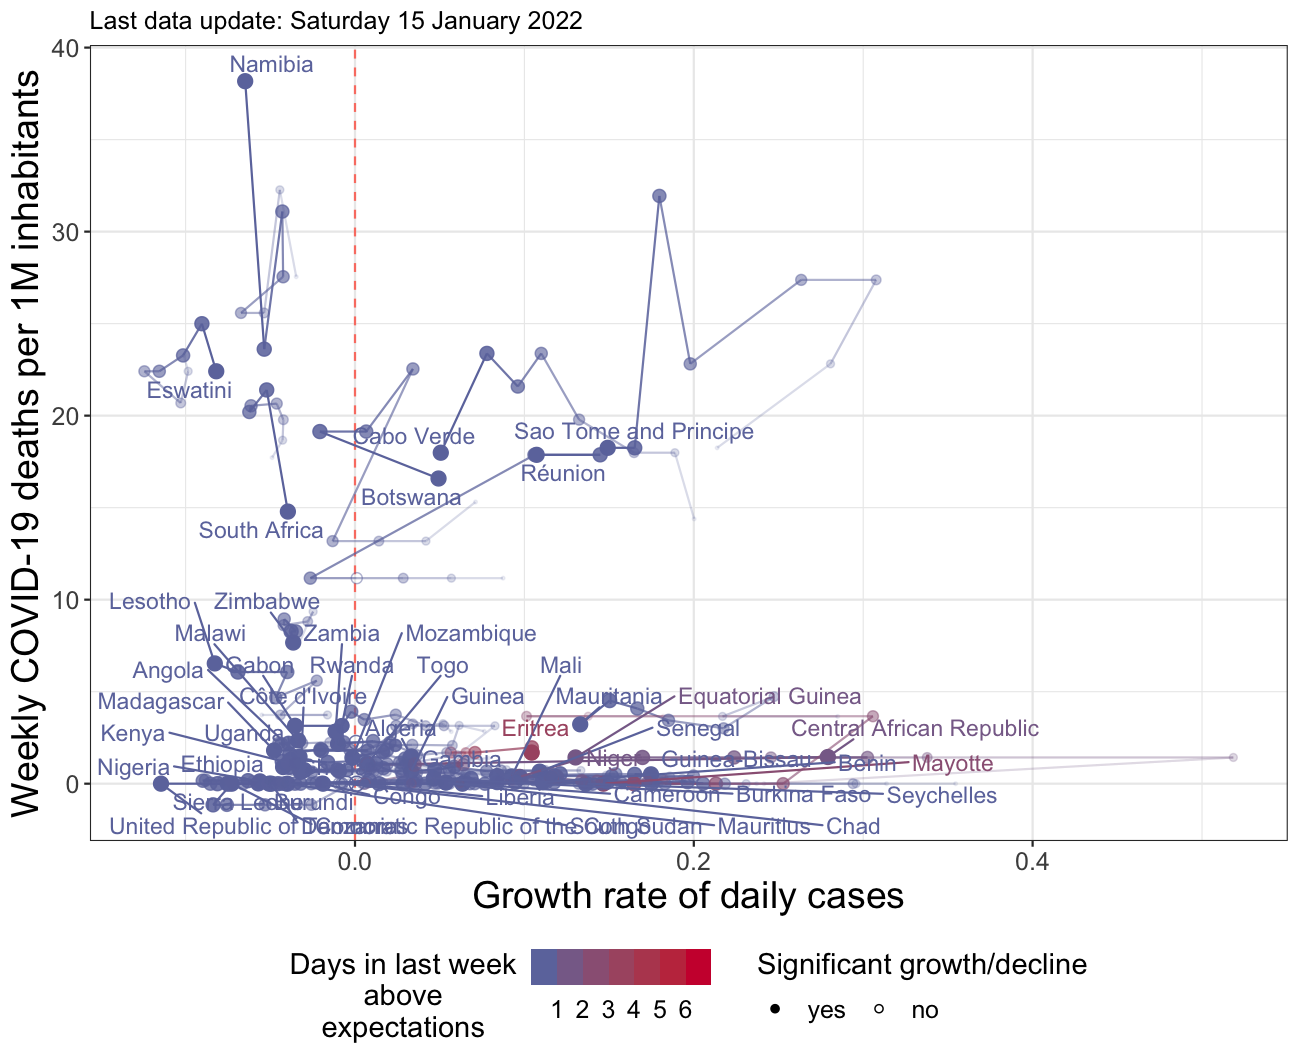 Last data update: Saturday 15 January 2022
Weekly COVID-19 deaths per 1M inhabitants
40
30
20
10
0
Namibia
Eswatini
Cabo Verde
Sao Tome and Principe
Réunion
Botswana
South Africa
Lesotho
Zimbabwe
Malawi
Zambia
Mozambique
Angola
Gabon
Rwanda
Togo
Mali
Madagascar
Côte d'Ivoire
Guinea
Mauritania
Equatorial Guinea
Kenya
Uganda
Algeria
Eritrea
Senegal
Central African Republic
Nigeria
Ethiopia
Gambia
Niger
Guinea-Bissau
Benin
Mayotte
Sierra Leone
Burundi
Congo
Liberia
Cameroon
Burkina Faso
Seychelles
United Republic of
Democratic Republic of the Congo
South Sudan
Mauritius
Chad
0.0
0.2
0.4
Growth rate of daily cases
Days in last week
above
expectations
1 2 3 4 5 6
Significant growth/decline
yes
no